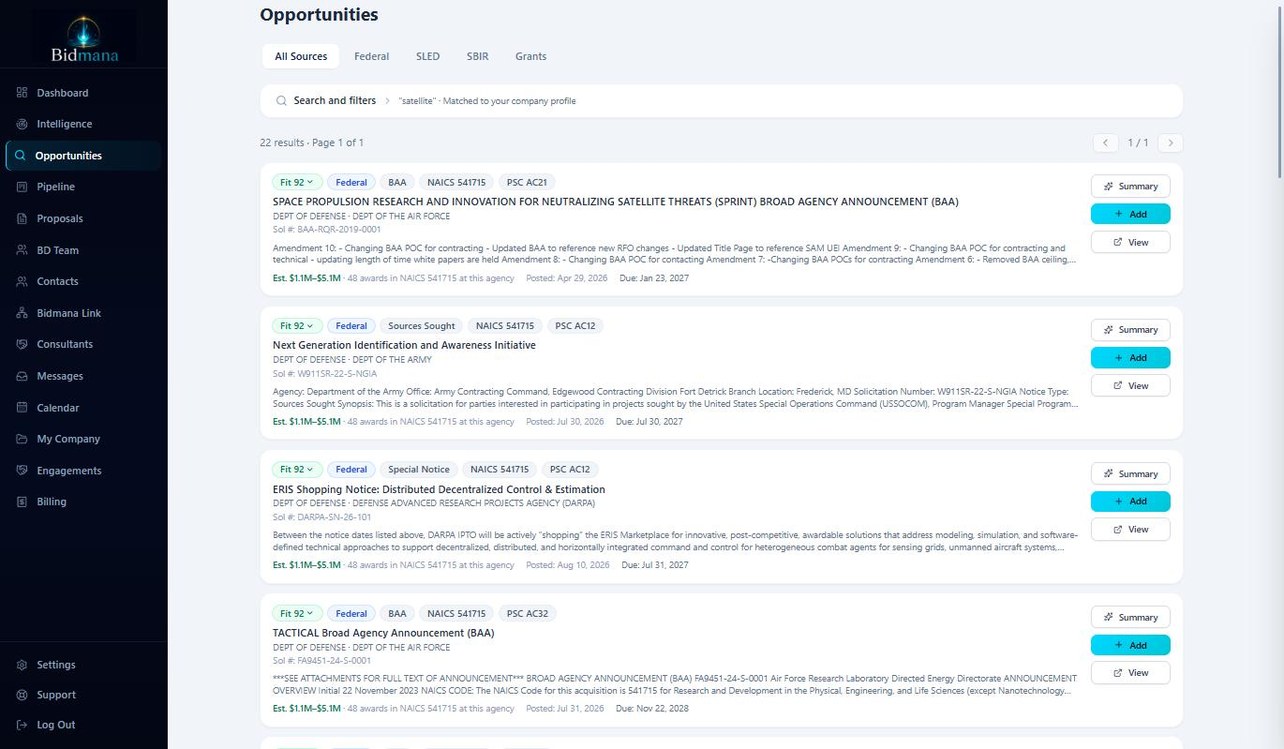 Bidmana
Dashboard
Intelligence
Opportunities
Pipeline
Proposals
BD Team
Contacts
Bidmana Link
Consultants
Messages
Calendar
My Company
Engagements
Billing
Settings
Support
Log Out
Opportunities
All Sources Federal SLED SBIR Grants
Search and filters > "satellite" · Matched to your company profile
22 results · Page 1 of 1
1 / 1
Fit 92 Federal BAA NAICS 541715 PSC AC21
SPACE PROPULSION RESEARCH AND INNOVATION FOR NEUTRALIZING SATELLITE THREATS (SPRINT) BROAD AGENCY ANNOUNCEMENT (BAA)
DEPT OF DEFENSE · DEPT OF THE AIR FORCE
Sol #: BAA-RQR-2019-0001
Amendment 10: - Changing BAA POC for contracting - Updated BAA to reference new RFO changes - Updated Title Page to reference SAM UEI Amendment 9: - Changing BAA POC for contracting and
technical - updating length of time white papers are held Amendment 8: - Changing BAA POC for contacting Amendment 7: -Changing BAA POCs for contracting Amendment 6: - Removed BAA ceiling,...
Est. $1.1M–$5.1M · 48 awards in NAICS 541715 at this agency Posted: Apr 29, 2026 Due: Jan 23, 2027
Summary
+ Add
View
Fit 92 Federal Sources Sought NAICS 541715 PSC AC12
Next Generation Identification and Awareness Initiative
DEPT OF DEFENSE · DEPT OF THE ARMY
Sol #: W911SR-22-S-NGIA
Agency: Department of the Army Office: Army Contracting Command, Edgewood Contracting Division Fort Detrick Branch Location: Frederick, MD Solicitation Number: W911SR-22-S-NGIA Notice Type:
Sources Sought Synopsis: This is a solicitation for parties interested in participating in projects sought by the United States Special Operations Command (USSOCOM), Program Manager Special Program...
Est. $1.1M–$5.1M · 48 awards in NAICS 541715 at this agency Posted: Jul 30, 2026 Due: Jul 30, 2027
Summary
+ Add
View
Fit 92 Federal Special Notice NAICS 541715 PSC AC12
ERIS Shopping Notice: Distributed Decentralized Control & Estimation
DEPT OF DEFENSE · DEFENSE ADVANCED RESEARCH PROJECTS AGENCY (DARPA)
Sol #: DARPA-SN-26-101
Between the notice dates listed above, DARPA IPTO will be actively "shopping" the ERIS Marketplace for innovative, post-competitive, awardable solutions that address modeling, simulation, and software-
defined technical approaches to support decentralized, distributed, and horizontally integrated command and control for heterogeneous combat agents for sensing grids, unmanned aircraft systems,...
Est. $1.1M–$5.1M · 48 awards in NAICS 541715 at this agency Posted: Aug 10, 2026 Due: Jul 31, 2027
Summary
+ Add
View
Fit 92 Federal BAA NAICS 541715 PSC AC32
TACTICAL Broad Agency Announcement (BAA)
DEPT OF DEFENSE · DEPT OF THE AIR FORCE
Sol #: FA9451-24-S-0001
***SEE ATTACHMENTS FOR FULL TEXT OF ANNOUNCEMENT*** BROAD AGENCY ANNOUNCEMENT (BAA) FA9451-24-S-0001 Air Force Research Laboratory Directed Energy Directorate ANNOUNCEMENT
OVERVIEW Initial 22 November 2023 NAICS CODE: The NAICS Code for this acquisition is 541715 for Research and Development in the Physical, Engineering, and Life Sciences (except Nanotechnology...
Est. $1.1M–$5.1M · 48 awards in NAICS 541715 at this agency Posted: Jul 31, 2026 Due: Nov 22, 2028
Summary
+ Add
View